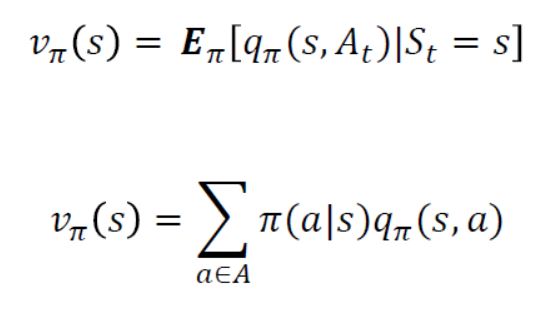 v_π(s) = E_π[q_π(s, A_t)|S_t = s]
v_π(s) = ∑_{a∈A} π(a|s)q_π(s, a)